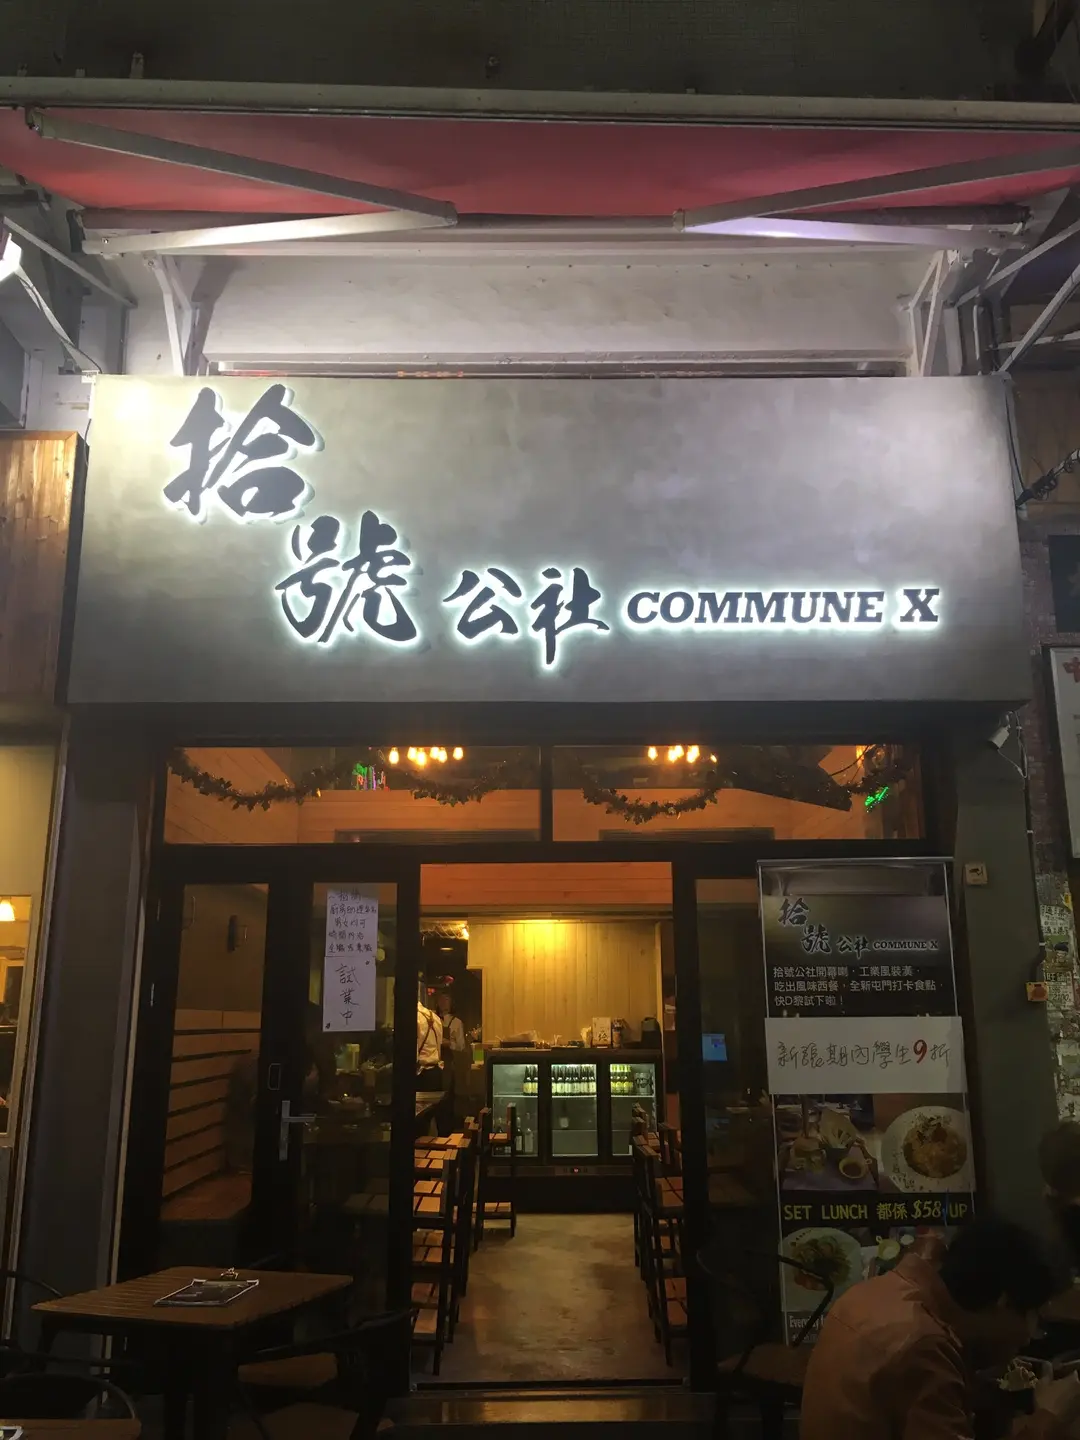 拾號公社 COMMUNE X
試業中
拾號公社 COMMUNE X
拾號公社開幕喇．工業風裝潢．
吃出風味西餐，全新屯門打卡食點．
快D黎試下啦！
新張期內學生9折
SET LUNCH 都係 $58 UP